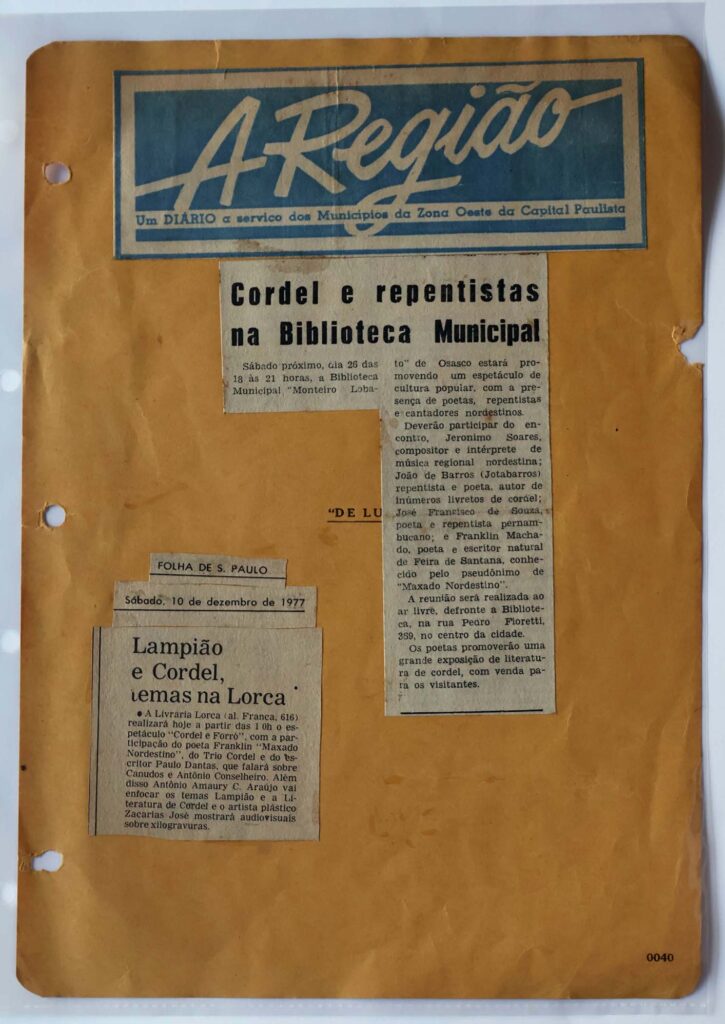 A Região
Um DIÁRIO a serviço dos Municípios da Zona Oeste da Capital Paulista
Cordel e repentistas
na Biblioteca Municipal
Sábado próximo, dia 26 das
18 às 21 horas, a Biblioteca
Municipal "Monteiro Loba-
to" de Osasco estará pro-
movendo um espetáculo de
cultura popular, com a pre-
sença de poetas, repentistas
e cantadores nordestinos.
Deverão participar do en-
contro, Jeronimo Soares,
compositor e intérprete de
música regional nordestina;
João de Barros (Jotabarros)
repentista e poeta, autor de
inúmeros livretos de cordel;
José Francisco de Souza,
poeta e repentista pernam-
bucano; e Franklin Macha-
do, poeta e escritor natural
de Feira de Santana, conhe-
cido pelo pseudônimo de
"Maxado Nordestino".
A reunião será realizada ao
ar livre, defronte a Bibliote-
ca, na rua Pedro Fioretti,
369, no centro da cidade.
Os poetas promoverão uma
grande exposição de literatu-
ra de cordel, com venda pa-
ra os visitantes.
"DE LU
FOLHA DE S. PAULO
Sábado, 10 de dezembro de 1977
Lampião
e Cordel,
temas na Lorca
● A Livraria Lorca (al. Franca, 616)
realizará hoje a partir das 10h o es-
petáculo "Cordel e Forró", com a par-
ticipação do poeta Franklin "Maxado
Nordestino", do Trio Cordel e do es-
critor Paulo Dantas, que falará sobre
Canudos e Antônio Conselheiro. Além
disso Antônio Amaury C. Araújo vai
enfocar os temas Lampião e a Li-
teratura de Cordel e o artista plástico
Zacarias José mostrará audiovisuais
sobre xilogravuras.
0040